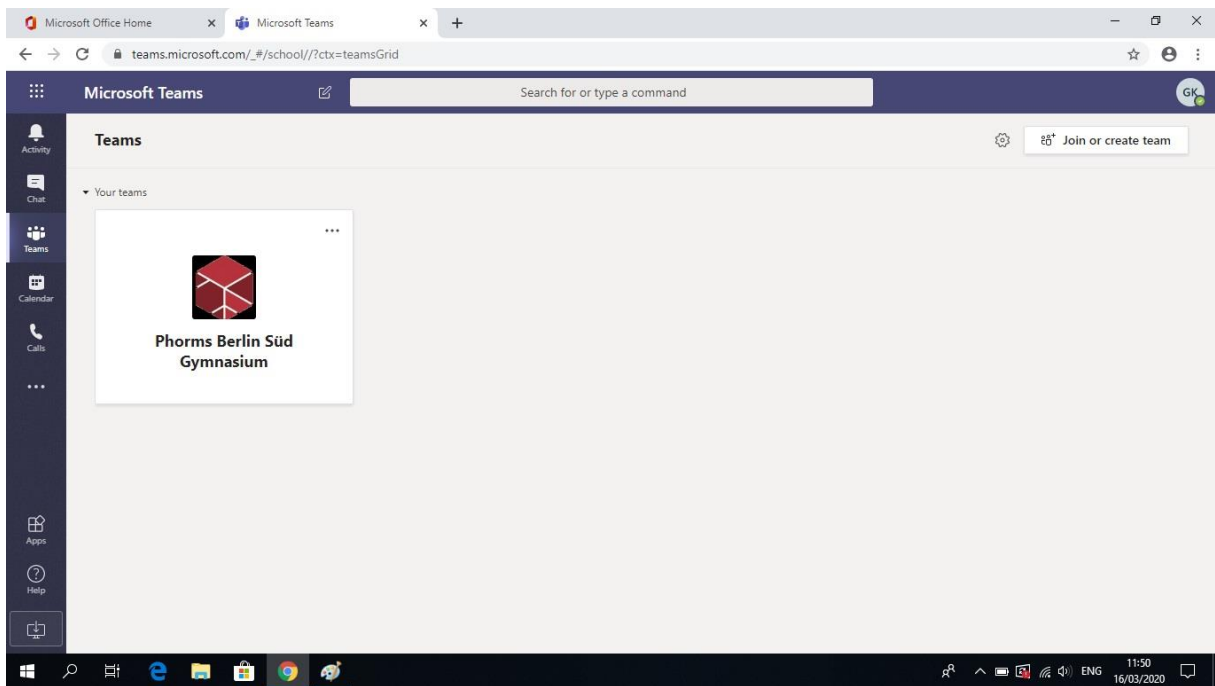 Microsoft Office Home
Microsoft Teams
teams.microsoft.com/_#/school//?ctx=teamsGrid
Microsoft Teams
Search for or type a command
GK
Activity
Chat
Teams
Calendar
Calls
Apps
Help
Teams
Join or create team
Your teams
Phorms Berlin Süd
Gymnasium
ENG
11:50
16/03/2020